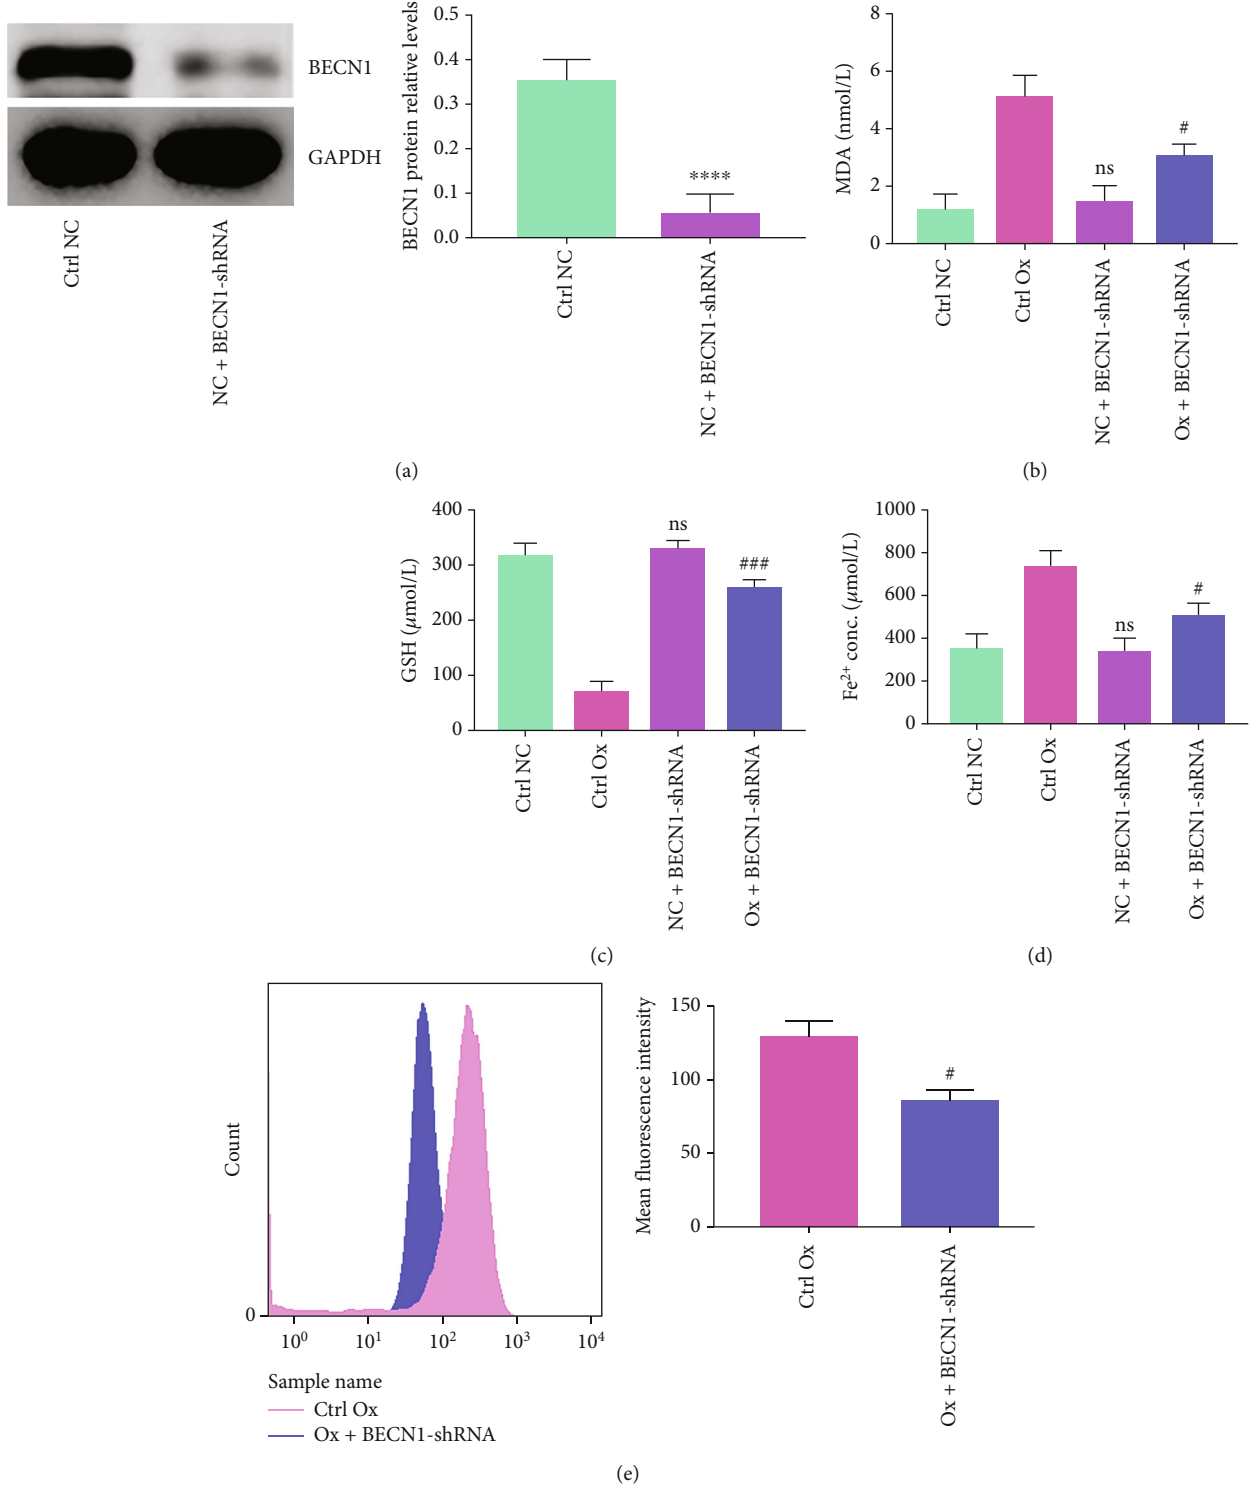 BECN1
GAPDH
Ctrl NC
NC + BECN1-shRNA
BECN1 protein relative levels
0.5
0.4
0.3
0.2
0.1
0.0
****
Ctrl NC
NC + BECN1-shRNA
(a)
MDA (nmol/L)
8
6
4
2
0
ns
#
Ctrl NC
Ctrl Ox
NC + BECN1-shRNA
Ox + BECN1-shRNA
(b)
GSH (μmol/L)
400
300
200
100
0
ns
###
Ctrl NC
Ctrl Ox
NC + BECN1-shRNA
Ox + BECN1-shRNA
(c)
Fe²⁺ conc. (μmol/L)
1000
800
600
400
200
0
ns
#
Ctrl NC
Ctrl Ox
NC + BECN1-shRNA
Ox + BECN1-shRNA
(d)
Count
0
10⁰ 10¹ 10² 10³ 10⁴
Sample name
Ctrl Ox
Ox + BECN1-shRNA
Mean fluorescence intensity
150
100
50
0
#
Ctrl Ox
Ox + BECN1-shRNA
(e)